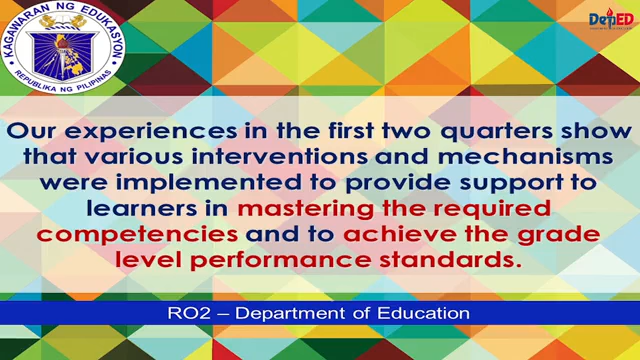 KAGAWARAN NG EDUKASYON
REPUBLIKA NG PILIPINAS
DepED
Our experiences in the first two quarters show
that various interventions and mechanisms
were implemented to provide support to
learners in mastering the required
competencies and to achieve the grade
level performance standards.
RO2 – Department of Education